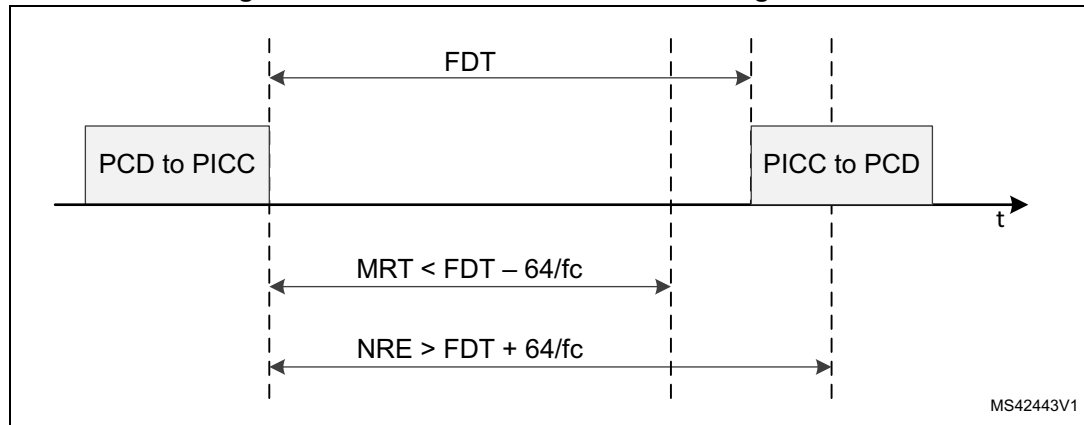 FDT
PCD to PICC
PICC to PCD
t
MRT < FDT – 64/fc
NRE > FDT + 64/fc
MS42443V1